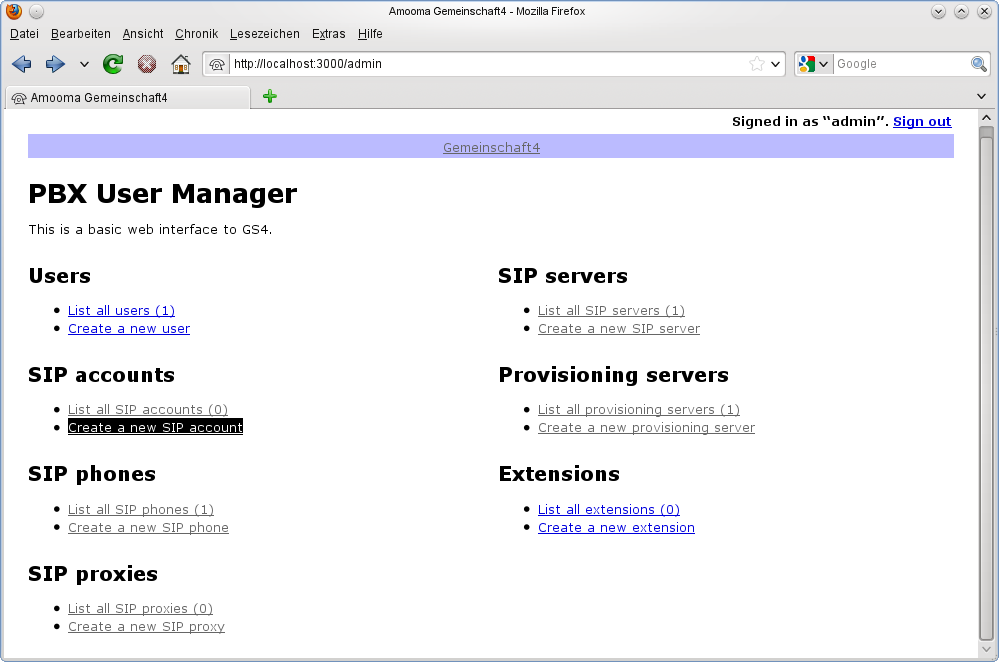 Amooma Gemeinschaft4 - Mozilla Firefox
Datei Bearbeiten Ansicht Chronik Lesezeichen Extras Hilfe
http://localhost:3000/admin
Google
Amooma Gemeinschaft4
Signed in as “admin”. Sign out
Gemeinschaft4
PBX User Manager
This is a basic web interface to GS4.
Users
List all users (1)
Create a new user
SIP accounts
List all SIP accounts (0)
Create a new SIP account
SIP phones
List all SIP phones (1)
Create a new SIP phone
SIP proxies
List all SIP proxies (0)
Create a new SIP proxy
SIP servers
List all SIP servers (1)
Create a new SIP server
Provisioning servers
List all provisioning servers (1)
Create a new provisioning server
Extensions
List all extensions (0)
Create a new extension